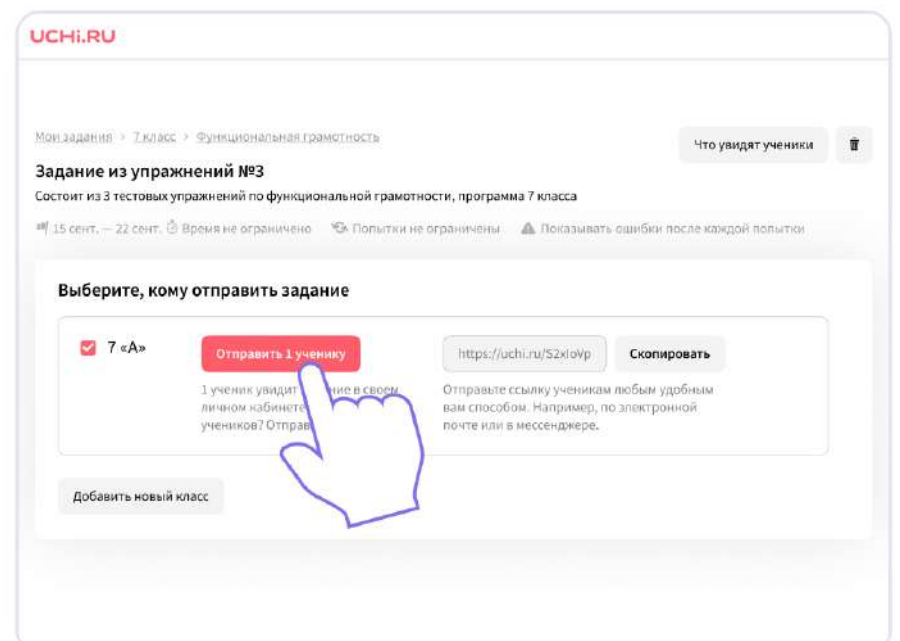 UCHi.RU
Мои задания > 7 класс > Функциональная грамотность
Что увидят ученики
Задание из упражнений №3
Состоит из 3 тестовых упражнений по функциональной грамотности, программа 7 класса
15 сент. — 22 сент. Время не ограничено Попытки не ограничены Показывать ошибки после каждой попытки
Выберите, кому отправить задание
7 «А»
Отправить 1 ученику
https://uchi.ru/S2xIoVp
Скопировать
1 ученик увидит в своем
личном кабинете
учеников?
Отправьте ссылку ученикам любым удобным
вам способом. Например, по электронной
почте или в мессенджере.
Добавить новый класс